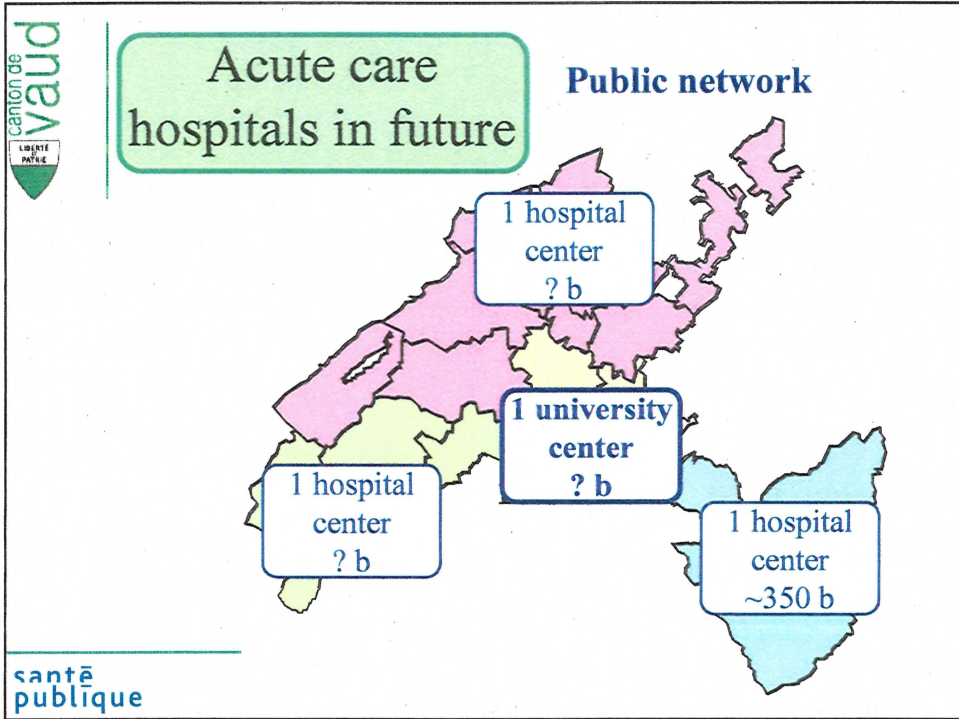 canton de
vaud
LIBERTÉ
ET
PATRIE
Acute care
hospitals in future
Public network
1 hospital
center
? b
1 university
center
? b
1 hospital
center
? b
1 hospital
center
~350 b
santē
publīque